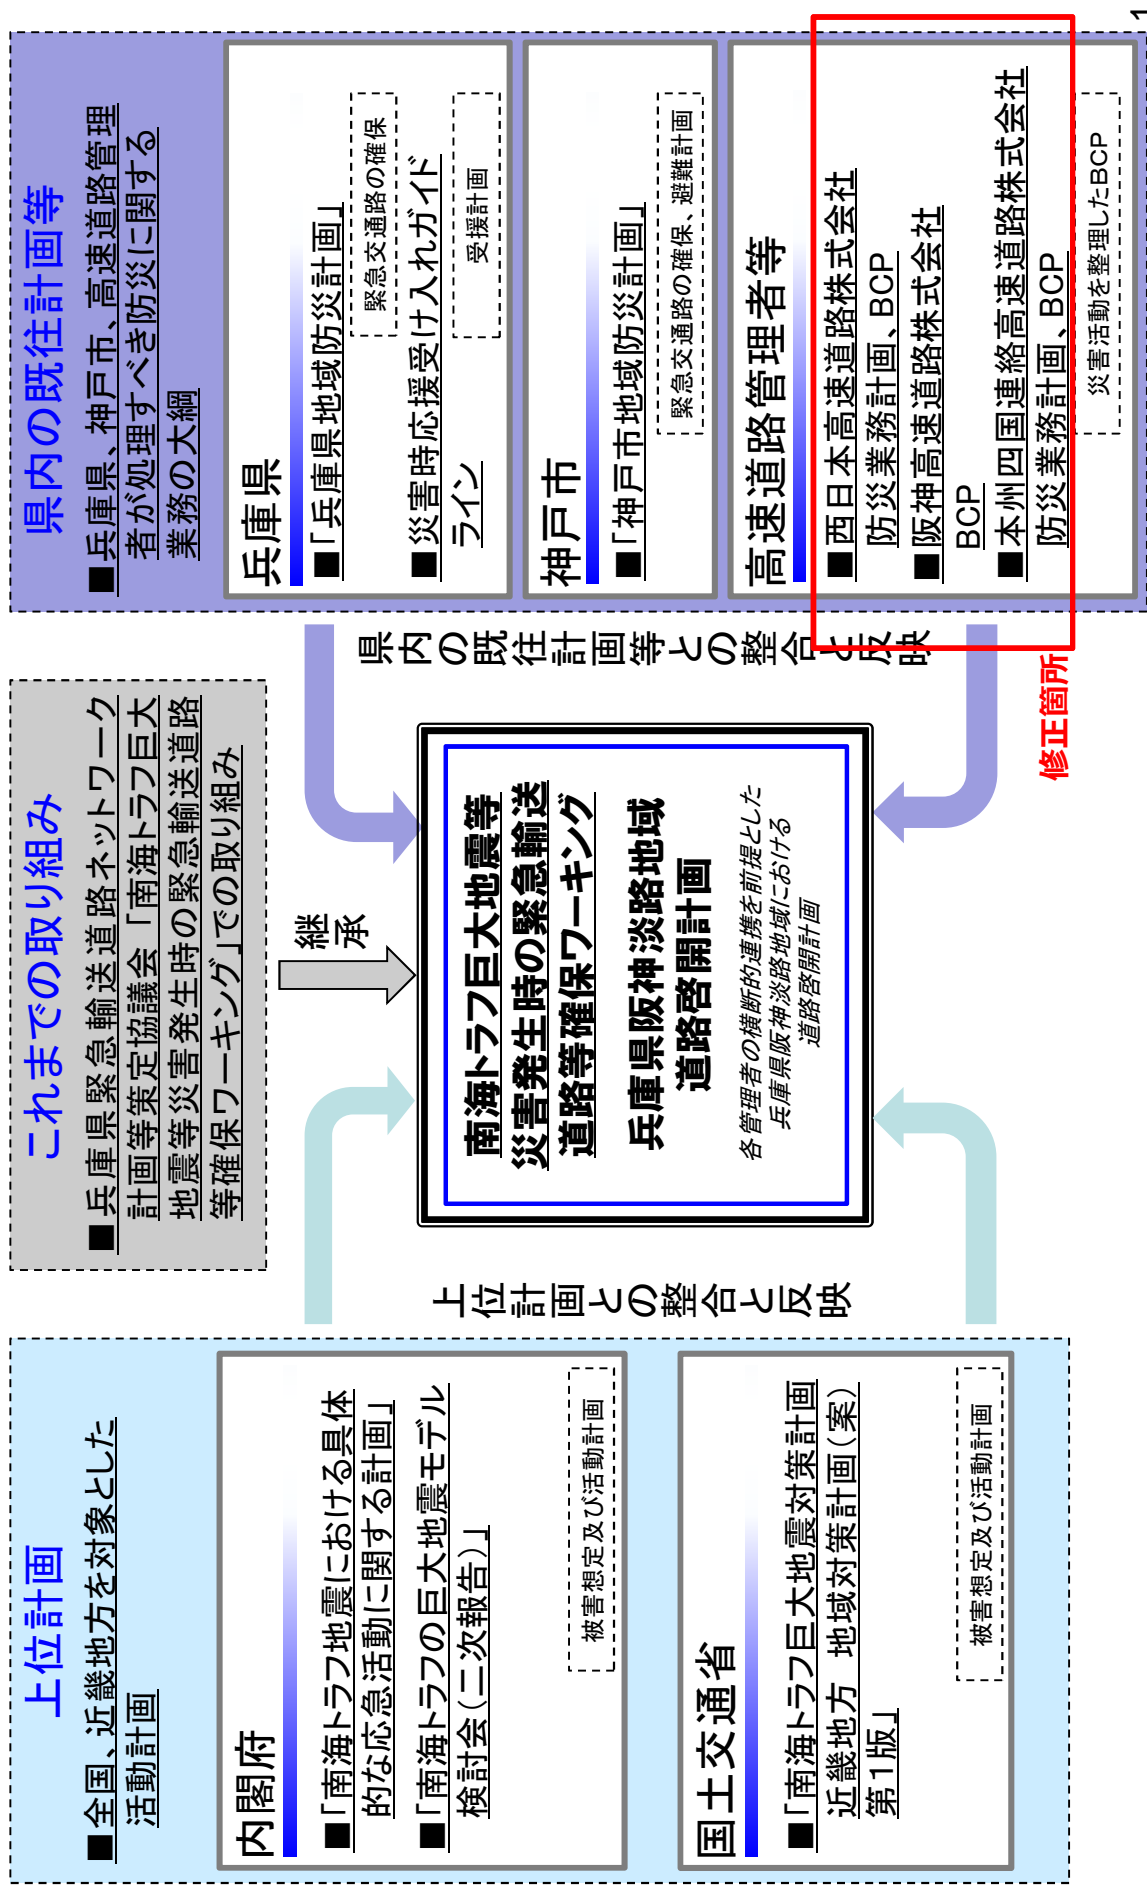 上位計画
■全国、近畿地方を対象とした
活動計画
内閣府
■「南海トラフ地震における具体
的な応急活動に関する計画」
■「南海トラフの巨大地震モデル
検討会(二次報告)」
被害想定及び活動計画
国土交通省
■「南海トラフ巨大地震対策計画
近畿地方　地域対策計画(案)
第1版」
被害想定及び活動計画
上位計画との整合と反映
これまでの取り組み
■兵庫県緊急輸送道路ネットワーク
計画等策定協議会「南海トラフ巨大
地震等災害発生時の緊急輸送道路
等確保ワーキング」での取り組み
継承
南海トラフ巨大地震等
災害発生時の緊急輸送
道路等確保ワーキング
兵庫県阪神淡路地域
道路啓開計画
各管理者の横断的連携を前提とした
兵庫県阪神淡路地域における
道路啓開計画
県内の既往計画等との整合と反映
修正箇所
県内の既往計画等
■兵庫県、神戸市、高速道路管理
者が処理すべき防災に関する
業務の大綱
兵庫県
■「兵庫県地域防災計画」
緊急交通路の確保
■災害時応援受け入れガイド
ライン
受援計画
神戸市
■「神戸市地域防災計画」
緊急交通路の確保、避難計画
高速道路管理者等
■西日本高速道路株式会社
防災業務計画、BCP
■阪神高速道路株式会社
BCP
■本州四国連絡高速道路株式会社
防災業務計画、BCP
災害活動を整理したBCP
1